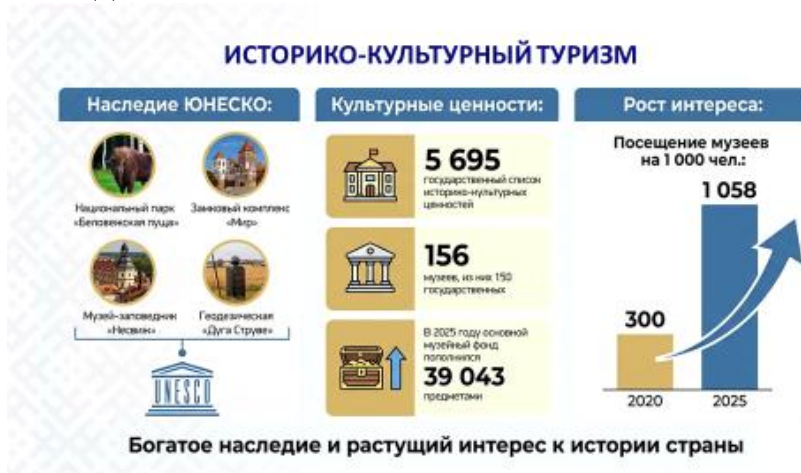 ИСТОРИКО-КУЛЬТУРНЫЙ ТУРИЗМ
Наследие ЮНЕСКО:
Национальный парк
«Беловежская пуща»
Замковый комплекс
«Мир»
Музей-заповедник
«Несвиж»
Геодезическая
«Дуга Струве»
UNESCO
Культурные ценности:
5 695
государственный список
историко-культурных
ценностей
156
музеев, из них 150
государственных
В 2025 году основной
музейный фонд
пополнился
39 043
предметами
Рост интереса:
Посещение музеев
на 1 000 чел.:
1 058
300
2020
2025
Богатое наследие и растущий интерес к истории страны